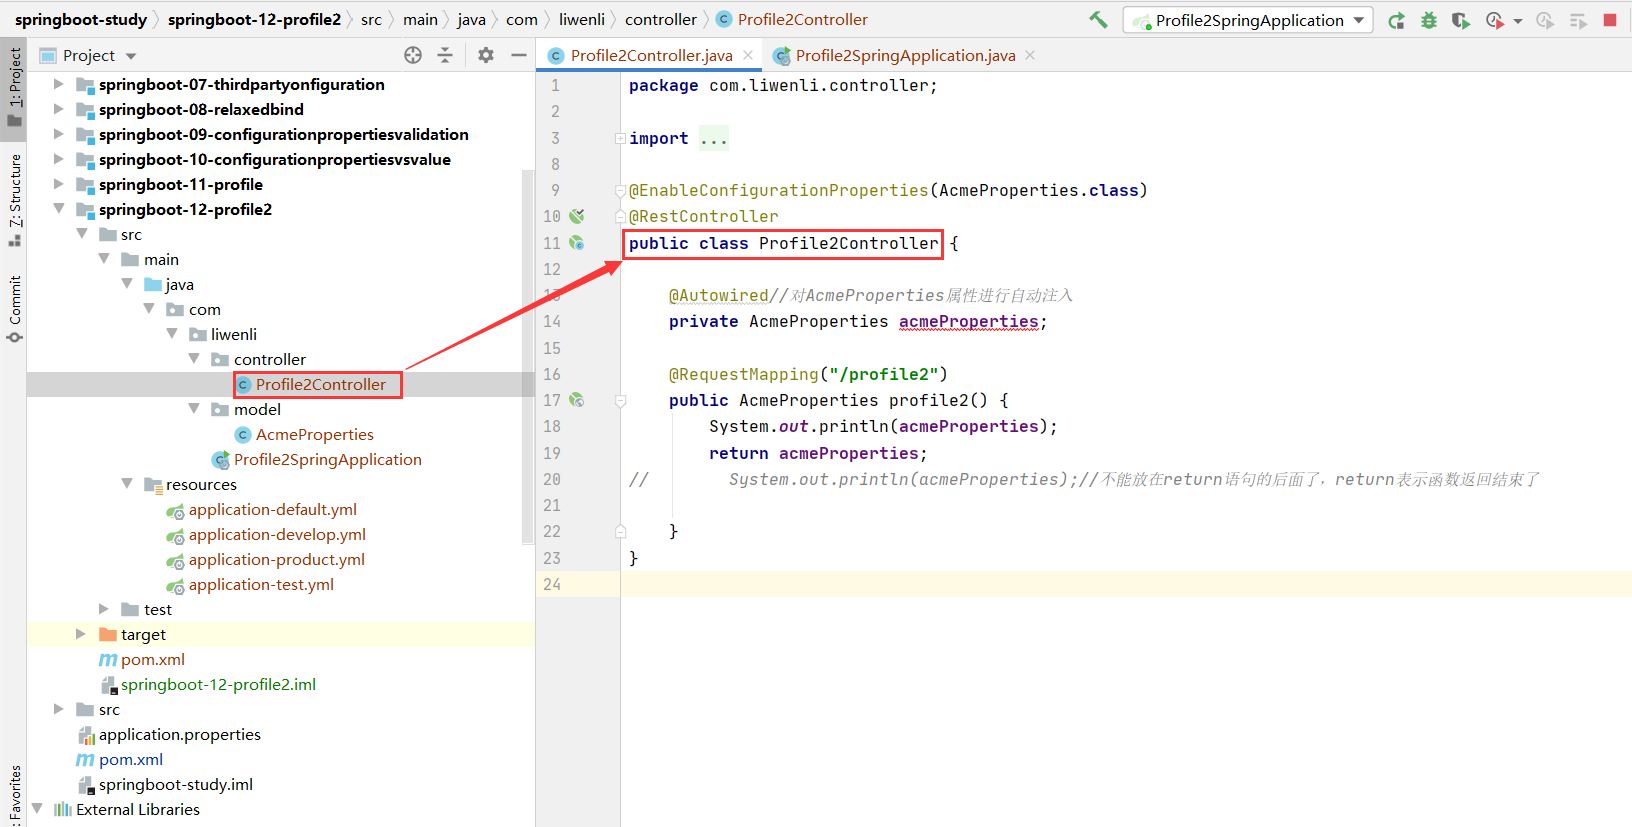 springboot-study springboot-12-profile2 src main java com liwenli controller Profile2Controller
Profile2SpringApplication
1: Project
Z: Structure
Commit
: Favorites
Project
springboot-07-thirdpartyonfiguration
springboot-08-relaxedbind
springboot-09-configurationpropertiesvalidation
springboot-10-configurationpropertiesvsvalue
springboot-11-profile
springboot-12-profile2
src
main
java
com
liwenli
controller
Profile2Controller
model
AcmeProperties
Profile2SpringApplication
resources
application-default.yml
application-develop.yml
application-product.yml
application-test.yml
test
target
pom.xml
springboot-12-profile2.iml
src
application.properties
pom.xml
springboot-study.iml
External Libraries
Profile2Controller.java Profile2SpringApplication.java
1 package com.liwenli.controller;
2
3 import ...
8
9 @EnableConfigurationProperties(AcmeProperties.class)
10 @RestController
11 public class Profile2Controller {
12
13 @Autowired//对AcmeProperties属性进行自动注入
14 private AcmeProperties acmeProperties;
15
16 @RequestMapping("/profile2")
17 public AcmeProperties profile2() {
18 System.out.println(acmeProperties);
19 return acmeProperties;
20 // System.out.println(acmeProperties);//不能放在return语句的后面了，return表示函数返回结束了
21
22 }
23 }
24